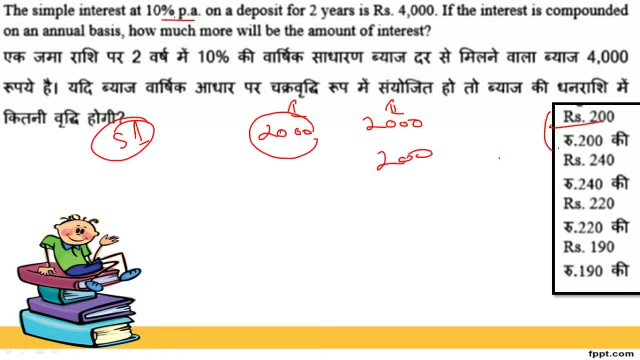 The simple interest at 10% p.a. on a deposit for 2 years is Rs. 4,000. If the interest is compounded
on an annual basis, how much more will be the amount of interest?
एक जमा राशि पर 2 वर्ष में 10% की वार्षिक साधारण ब्याज दर से मिलने वाला ब्याज 4,000
रूपये है। यदि ब्याज वार्षिक आधार पर चक्रवृद्धि रूप में संयोजित हो तो ब्याज की धनराशि में
कितनी वृद्धि होगी?
SI
I
2000
II
2000
200
Rs. 200
रु.200 की
Rs. 240
रु.240 की
Rs. 220
रु.220 की
Rs. 190
रु.190 की
fppt.com